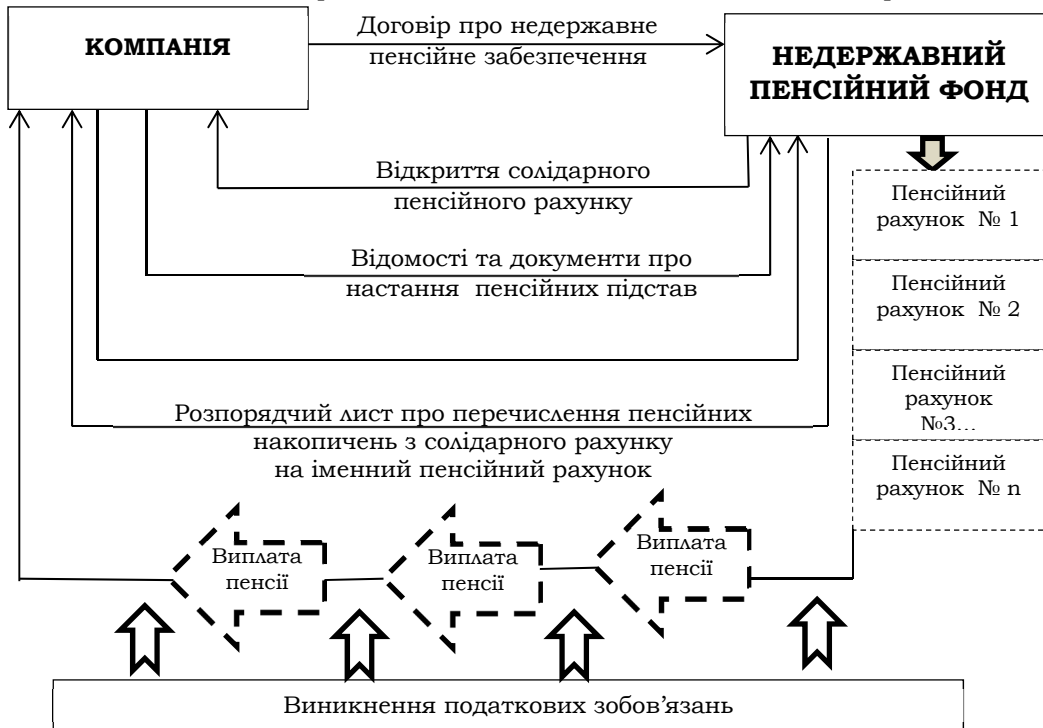 КОМПАНІЯ
Договір про недержавне
пенсійне забезпечення
НЕДЕРЖАВНИЙ
ПЕНСІЙНИЙ ФОНД
Відкриття солідарного
пенсійного рахунку
Пенсійний
рахунок № 1
Відомості та документи про
настання пенсійних підстав
Пенсійний
рахунок № 2
Пенсійний
рахунок
№3...
Розпорядчий лист про перечислення пенсійних
накопичень з солідарного рахунку
на іменний пенсійний рахунок
Пенсійний
рахунок № n
Виплата
пенсії
Виплата
пенсії
Виплата
пенсії
Виникнення податкових зобов’язань